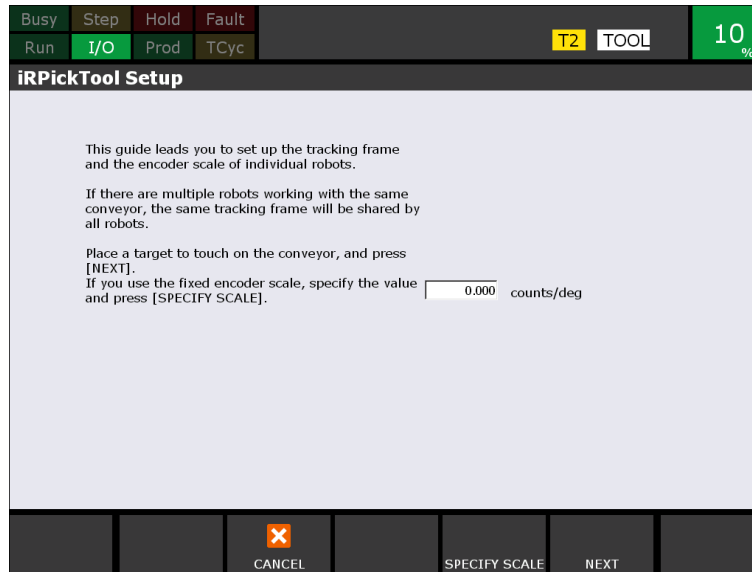 Busy Step Hold Fault
Run I/O Prod TCyc
T2 TOOL
10
%
iRPickTool Setup
This guide leads you to set up the tracking frame
and the encoder scale of individual robots.
If there are multiple robots working with the same
conveyor, the same tracking frame will be shared by
all robots.
Place a target to touch on the conveyor, and press
[NEXT].
If you use the fixed encoder scale, specify the value
and press [SPECIFY SCALE].
0.000 counts/deg
CANCEL SPECIFY SCALE NEXT